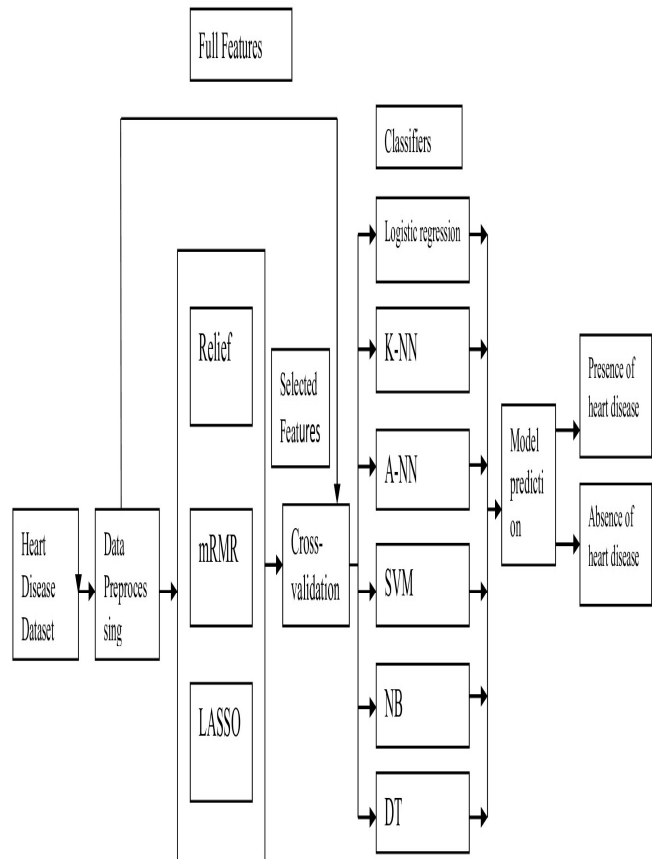 Full Features
Classifiers
Logistic regression
Relief
K-NN
Selected
Features
Presence of
heart disease
Model
predicti
on
A-NN
Heart
Disease
Dataset
Data
Preproces
sing
mRMR
Cross-
validation
Absence of
heart disease
SVM
LASSO
NB
DT